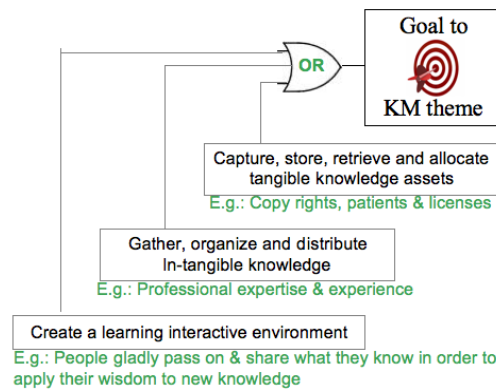 Goal to
KM theme
OR
Capture, store, retrieve and allocate
tangible knowledge assets
E.g.: Copy rights, patients & licenses
Gather, organize and distribute
In-tangible knowledge
E.g.: Professional expertise & experience
Create a learning interactive environment
E.g.: People gladly pass on & share what they know in order to
apply their wisdom to new knowledge